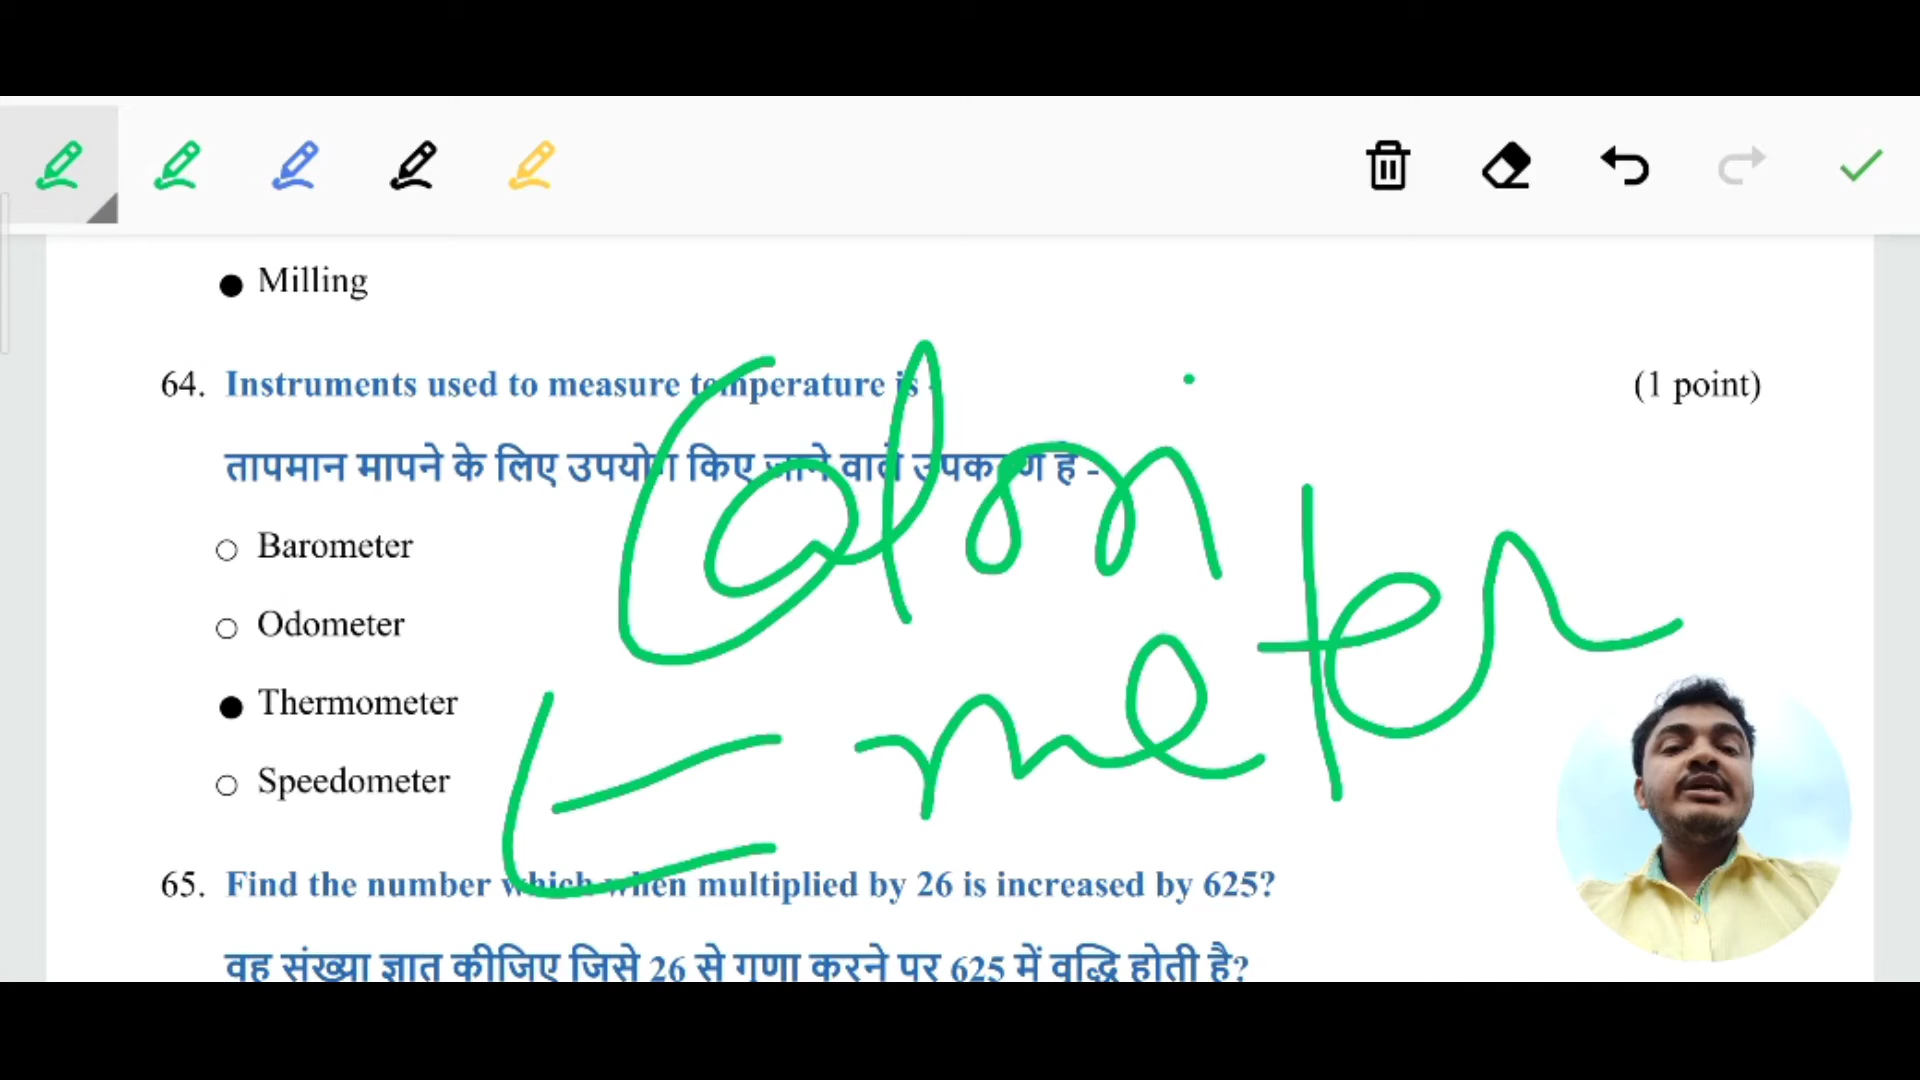 Milling
64. Instruments used to measure temperature is -
(1 point)
तापमान मापने के लिए उपयोग किए जाने वाले उपकरण है -
Barometer
Odometer
Thermometer
Speedometer
Calori
meter
65. Find the number which when multiplied by 26 is increased by 625?
वह संख्या ज्ञात कीजिए जिसे 26 से गुणा करने पर 625 में वृद्धि होती है?